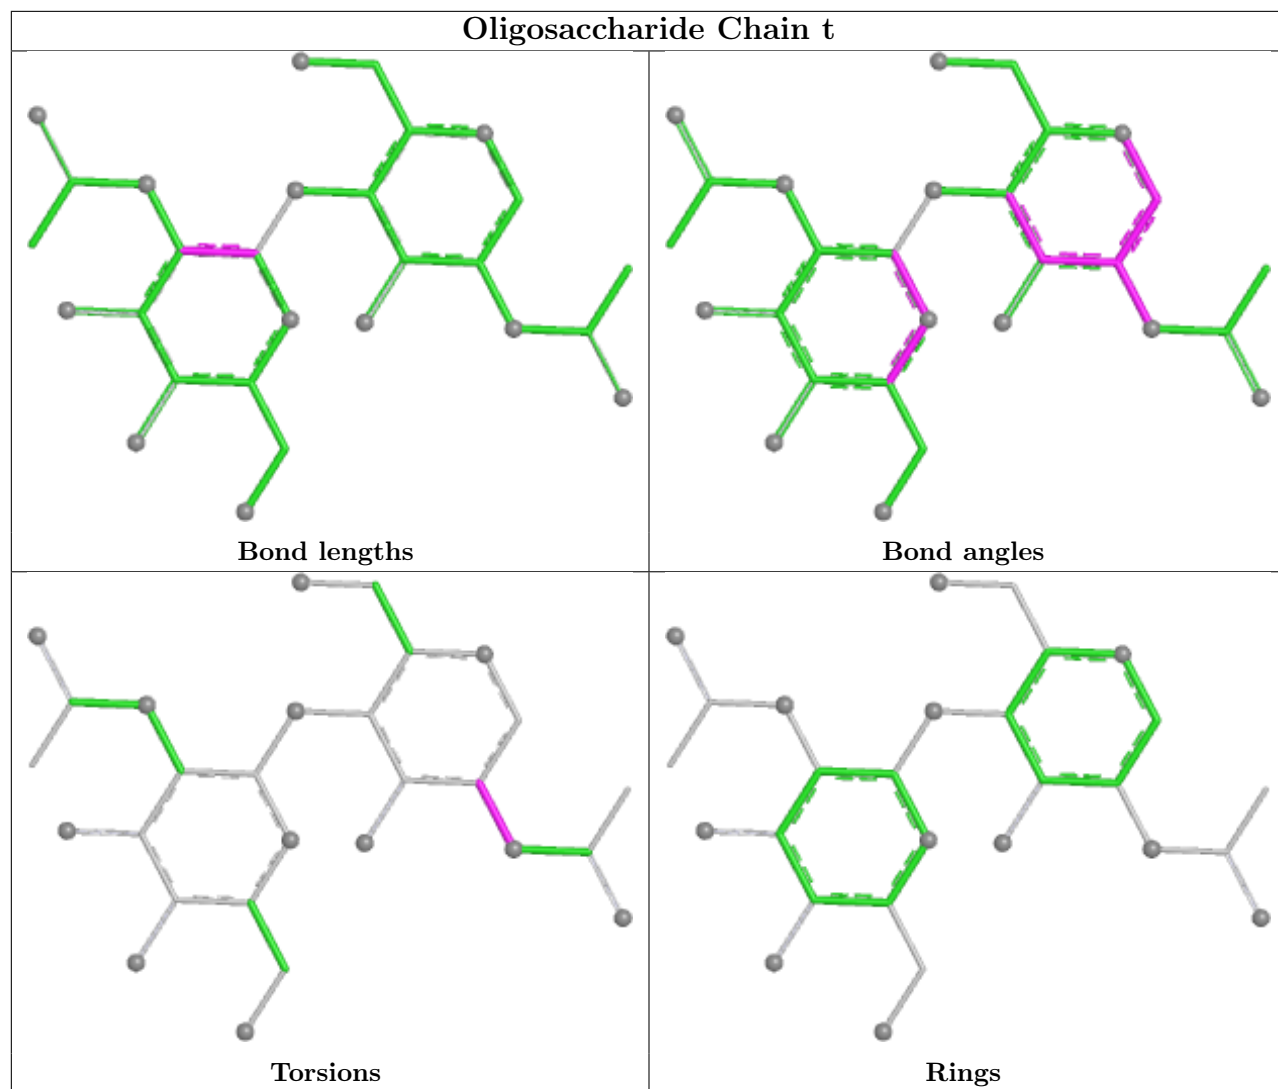 Oligosaccharide Chain t
Bond lengths
Bond angles
Torsions
Rings